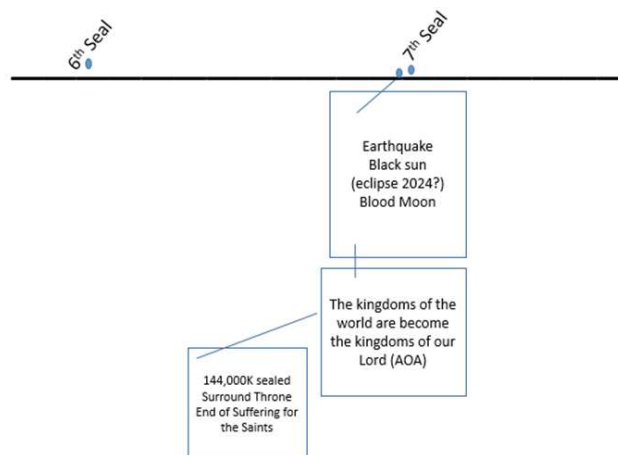 6th Seal
7th Seal
Earthquake
Black sun
(eclipse 2024?)
Blood Moon
The kingdoms of the
world are become
the kingdoms of our
Lord (AOA)
144,000K sealed
Surround Throne
End of Suffering for
the Saints